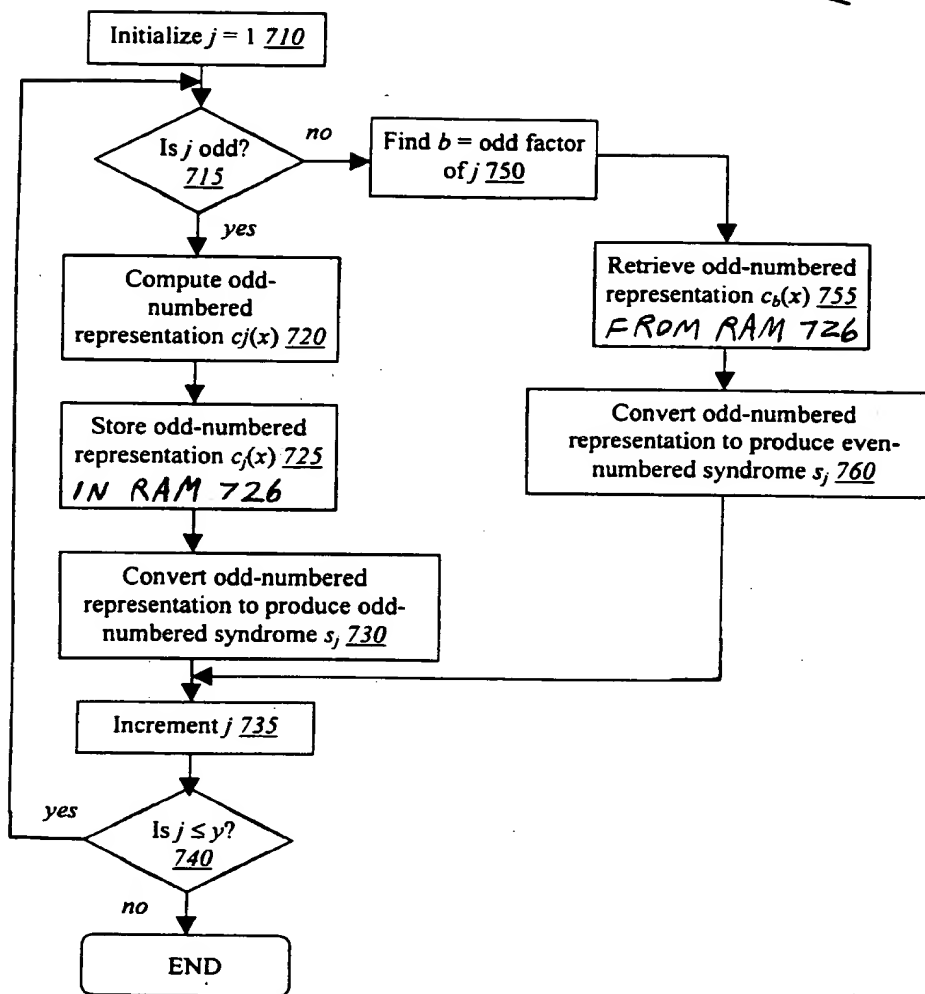 Initialize j = 1 710
Is j odd?
715
no
Find b = odd factor
of j 750
yes
Compute odd-
numbered
representation cj(x) 720
Retrieve odd-numbered
representation cb(x) 755
FROM RAM 726
Store odd-numbered
representation cj(x) 725
IN RAM 726
Convert odd-numbered
representation to produce even-
numbered syndrome sj 760
Convert odd-numbered
representation to produce odd-
numbered syndrome sj 730
Increment j 735
yes
Is j ≤ y?
740
no
END